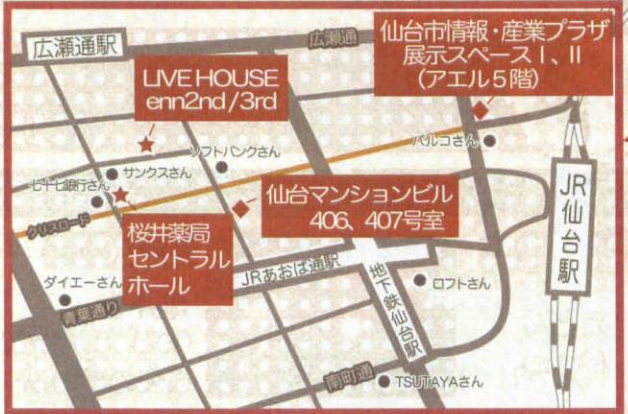 広瀬通駅
広瀬通
仙台市情報・産業プラザ
展示スペースⅠ、Ⅱ
(アエル5階)
LIVE HOUSE
enn2nd/3rd
パルコさん
ソフトバンクさん
サンクスさん
七十七銀行さん
クリスロード
仙台マンションビル
406、407号室
JR仙台駅
桜井薬局
セントラル
ホール
JRあおば通駅
地下鉄仙台駅
ダイエーさん
青葉通り
ロフトさん
南町通
TSUTAYAさん